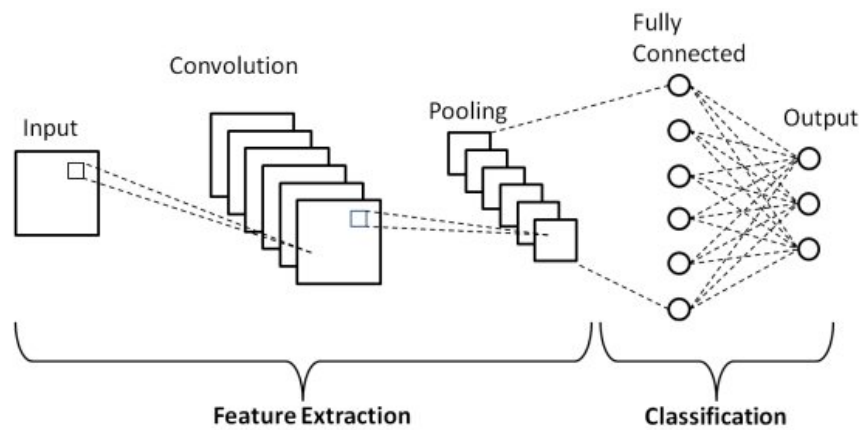 Input
Convolution
Pooling
Fully
Connected
Output
Feature Extraction
Classification